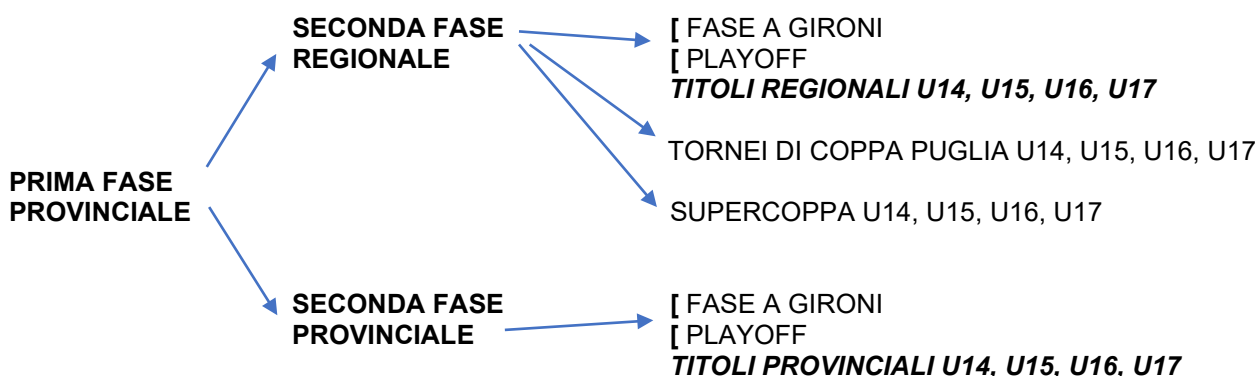 PRIMA FASE
PROVINCIALE
SECONDA FASE
REGIONALE
[ FASE A GIRONI
[ PLAYOFF
TITOLI REGIONALI U14, U15, U16, U17
TORNEI DI COPPA PUGLIA U14, U15, U16, U17
SUPERCOPPA U14, U15, U16, U17
SECONDA FASE
PROVINCIALE
[ FASE A GIRONI
[ PLAYOFF
TITOLI PROVINCIALI U14, U15, U16, U17